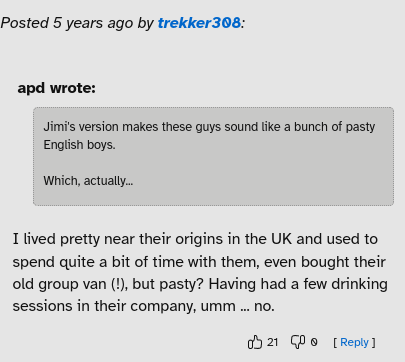 Posted 5 years ago by trekker308:
apd wrote:
Jimi's version makes these guys sound like a bunch of pasty
English boys.
Which, actually...
I lived pretty near their origins in the UK and used to
spend quite a bit of time with them, even bought their
old group van (!), but pasty? Having had a few drinking
sessions in their company, umm ... no.
21 0 [ Reply ]